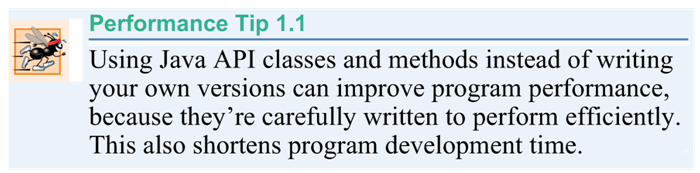 Performance Tip 1.1
Using Java API classes and methods instead of writing
your own versions can improve program performance,
because they're carefully written to perform efficiently.
This also shortens program development time.